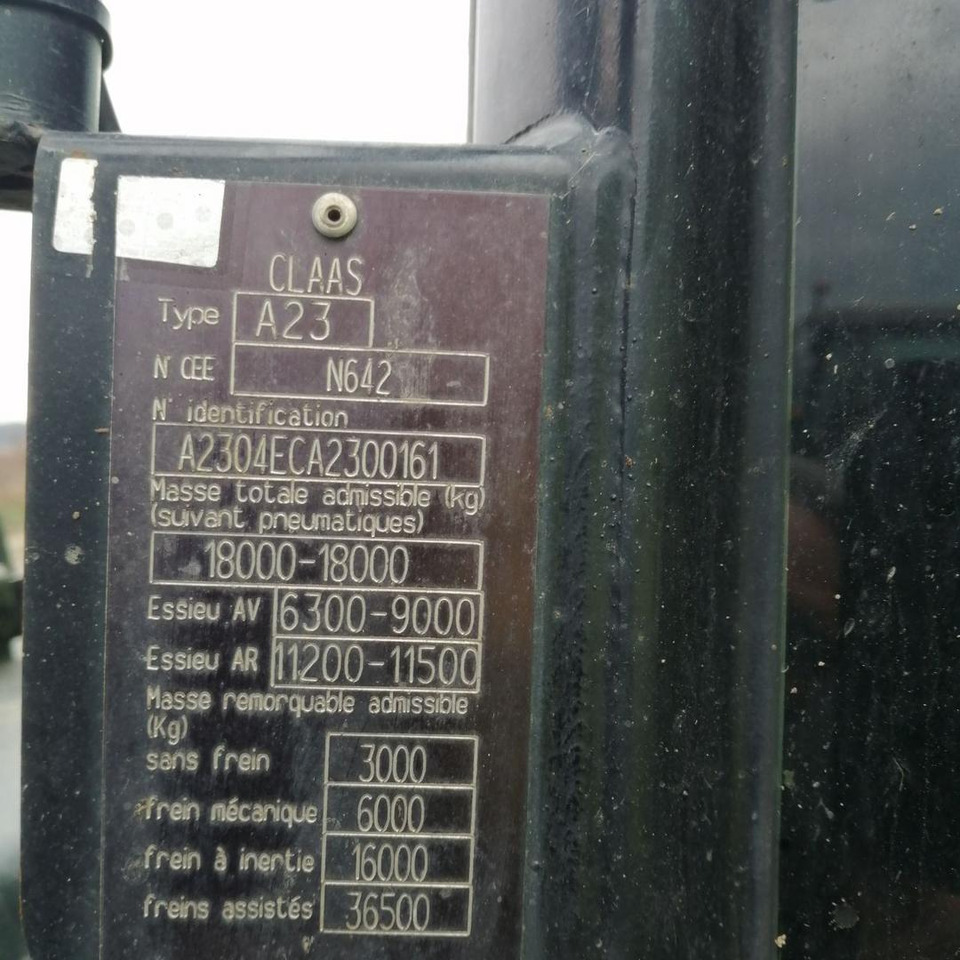 CLAAS
Type A23
N° CEE N642
N° identification
A2304ECA2300161
Masse totale admissible (kg)
(suivant pneumatiques)
18000-18000
Essieu AV 6300-9000
Essieu AR 11200-11500
Masse remorquable admissible
(Kg)
sans frein 3000
frein mécanique 6000
frein à inertie 16000
freins assistés 36500